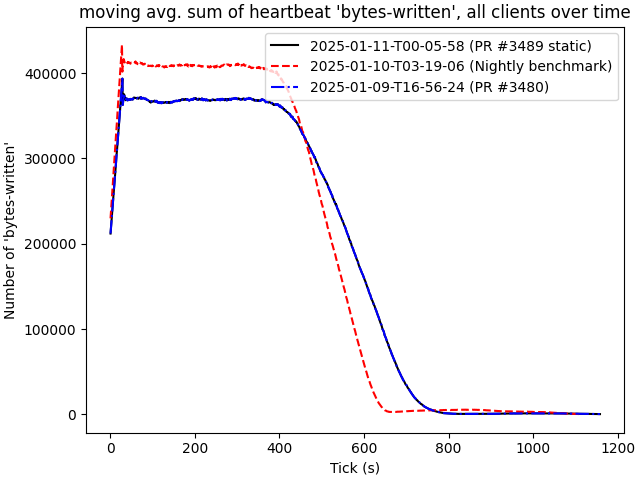 moving avg. sum of heartbeat 'bytes-written', all clients over time
2025-01-11-T00-05-58 (PR #3489 static)
2025-01-10-T03-19-06 (Nightly benchmark)
2025-01-09-T16-56-24 (PR #3480)
Number of 'bytes-written'
400000
300000
200000
100000
0
0 200 400 600 800 1000 1200
Tick (s)